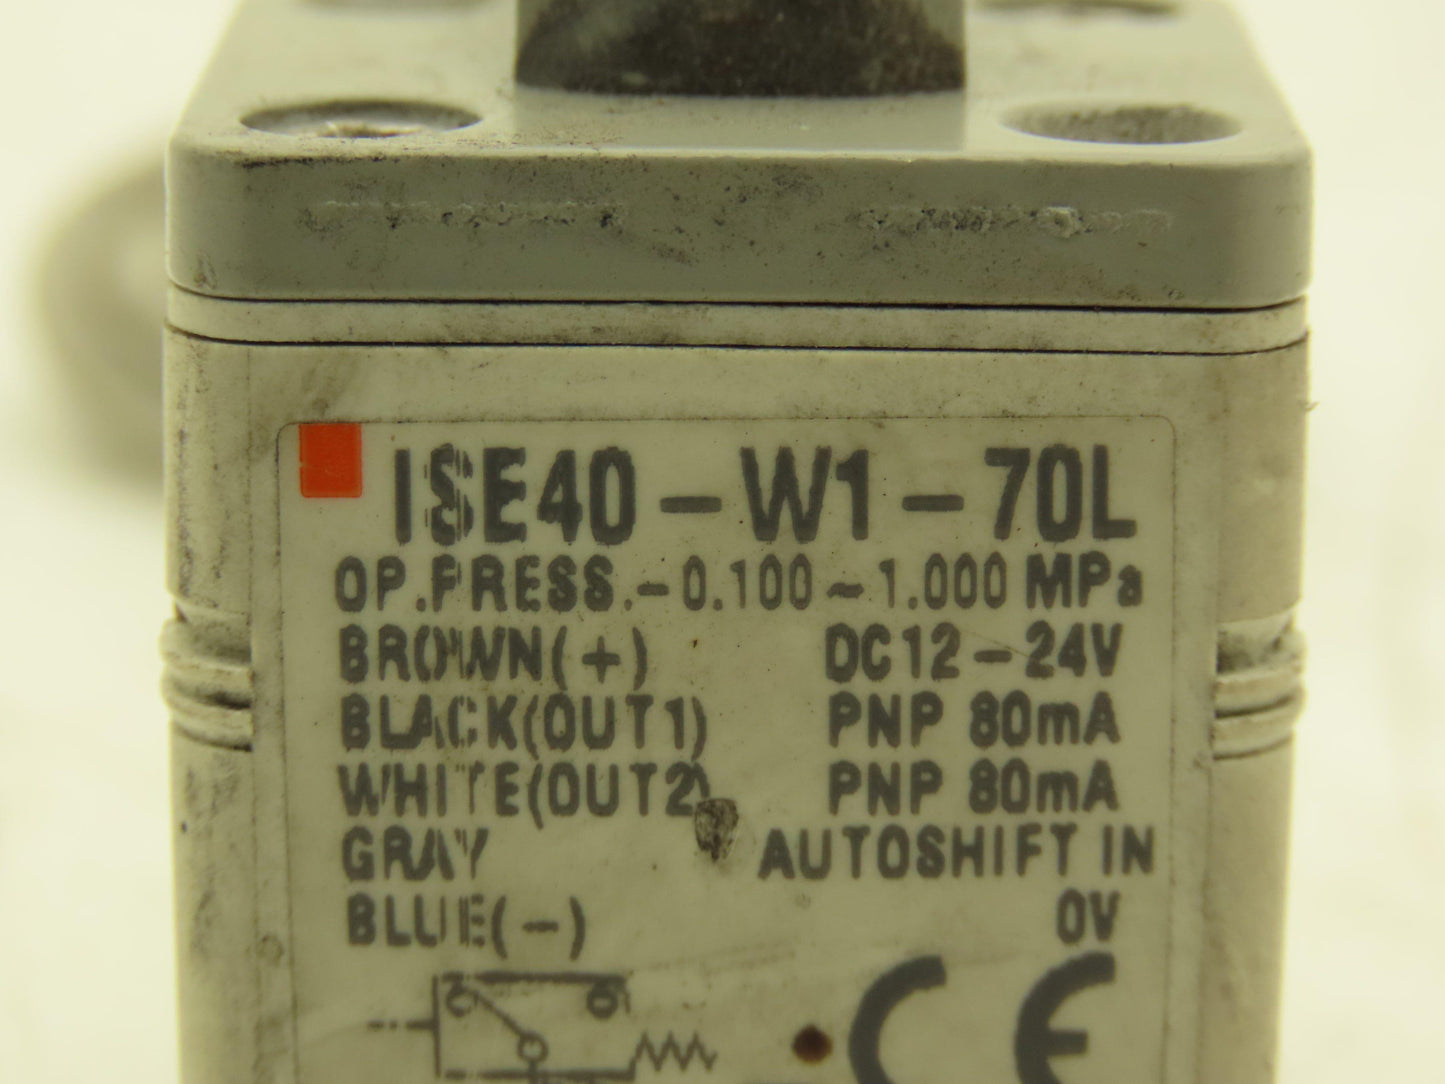 ISE40-W1-70L
OP.PRESS.-0.100~1.000 MPa
BROWN(+) DC12-24V
BLACK(OUT1) PNP 80mA
WHITE(OUT2) PNP 80mA
GRAY AUTOSHIFT IN
BLUE(-) 0V
CE